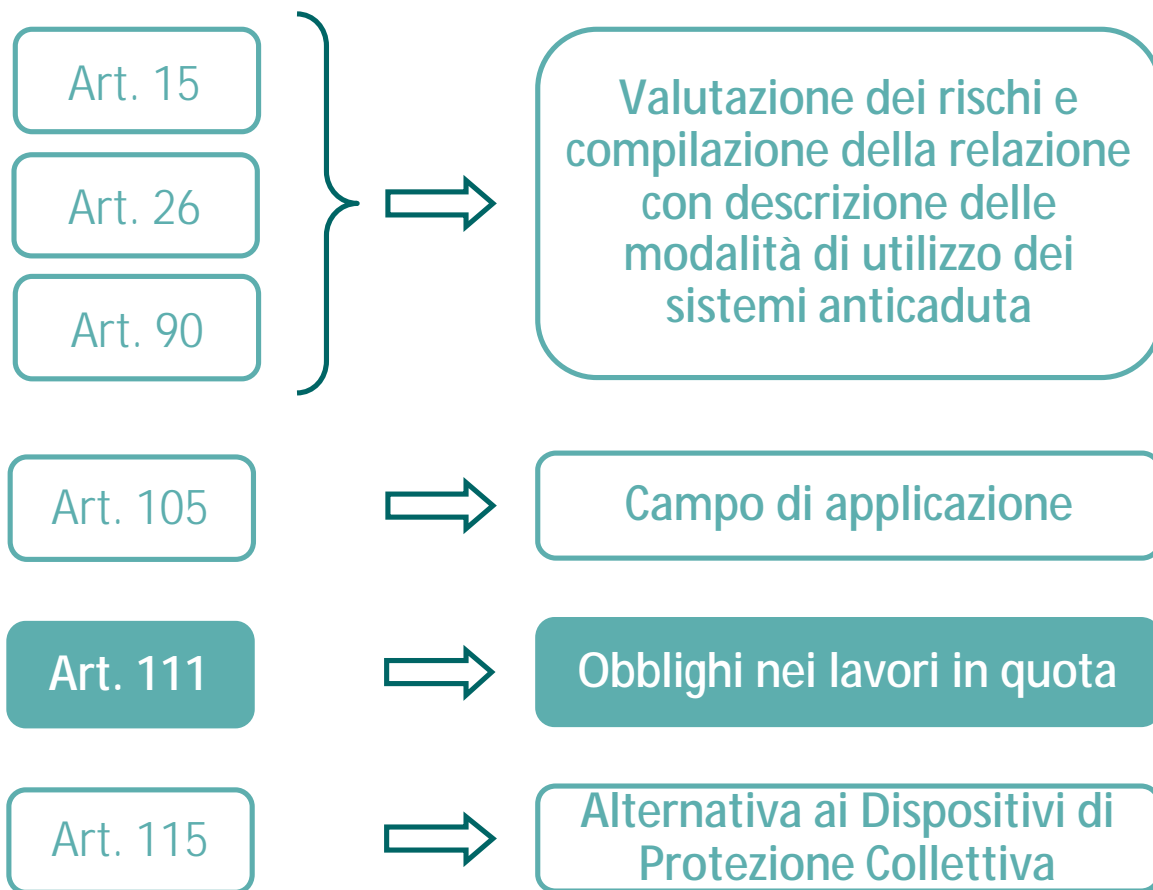 Art. 15
Art. 26
Art. 90
Valutazione dei rischi e
compilazione della relazione
con descrizione delle
modalità di utilizzo dei
sistemi anticaduta
Art. 105
Campo di applicazione
Art. 111
Obblighi nei lavori in quota
Art. 115
Alternativa ai Dispositivi di
Protezione Collettiva